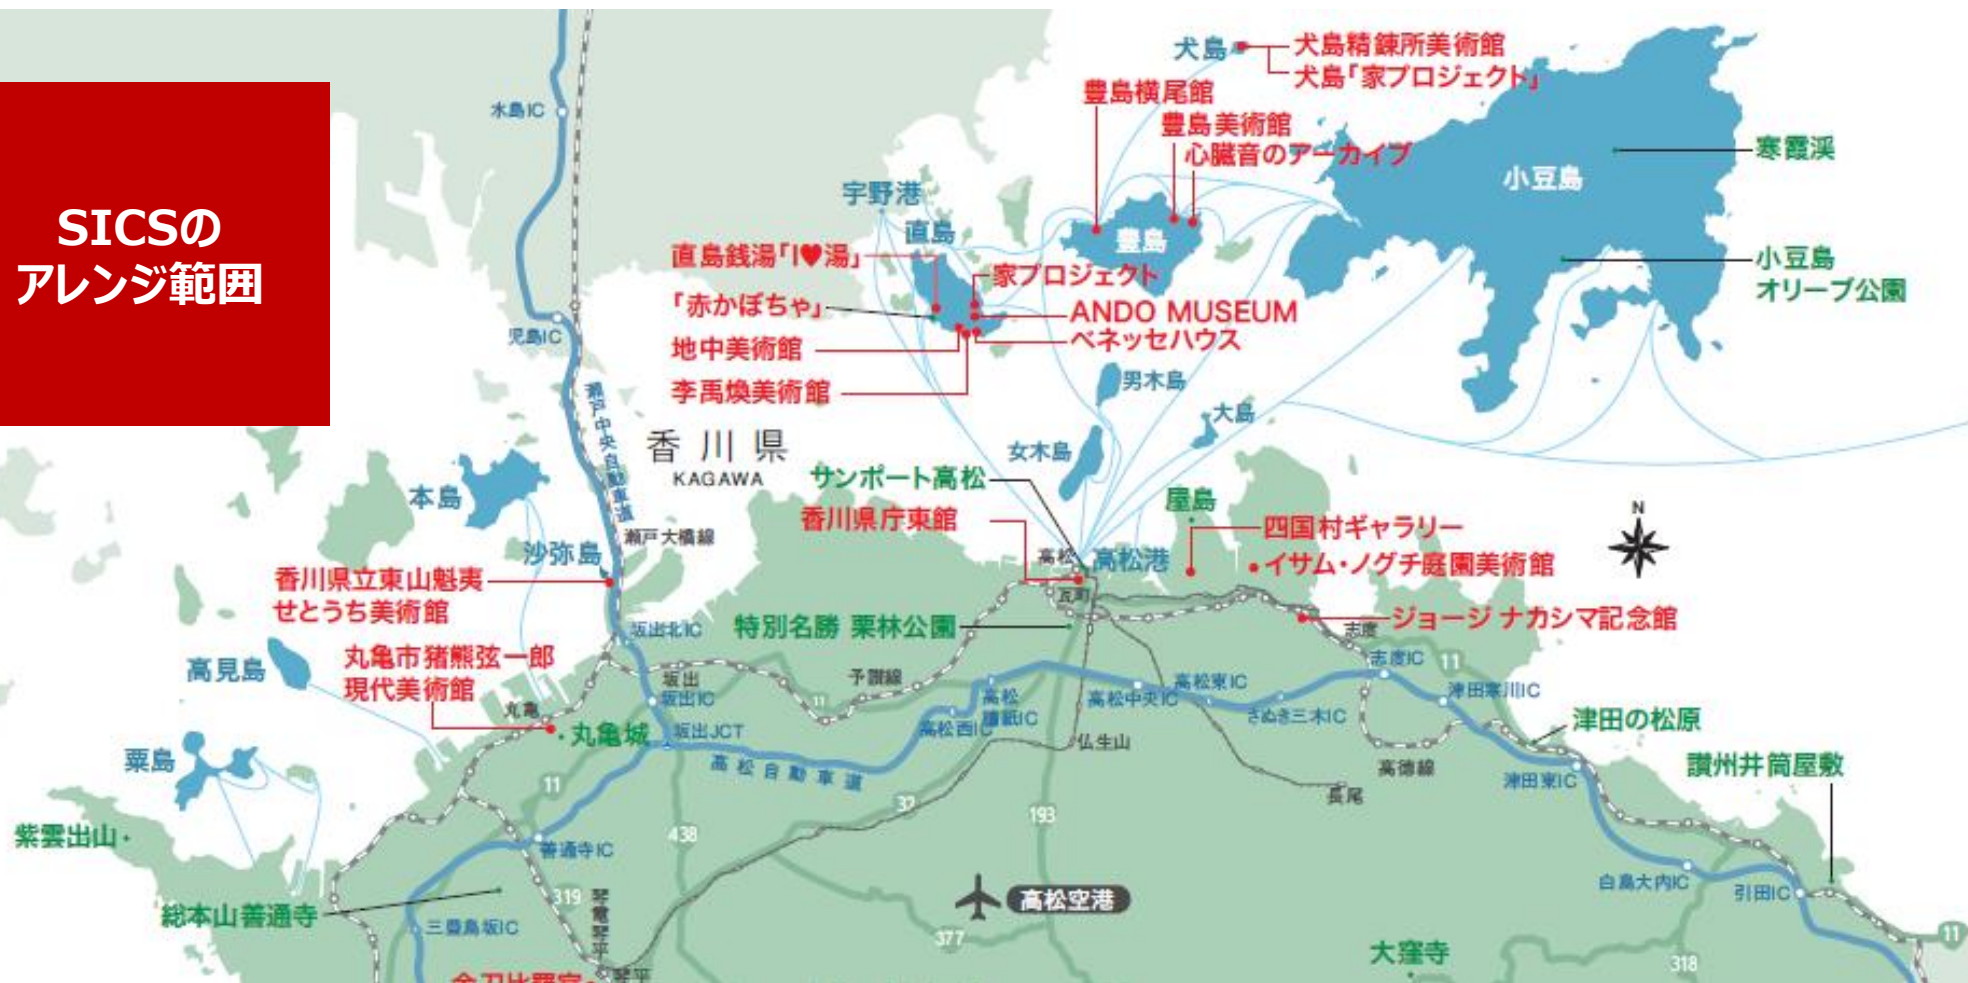 SICSの
アレンジ範囲
水島IC
児島IC
瀬戸中央自動車道
瀬戸大橋線
香川県
KAGAWA
犬島
犬島精錬所美術館
犬島「家プロジェクト」
豊島横尾館
豊島美術館
心臓音のアーカイブ
豊島
小豆島
寒霞渓
小豆島
オリーブ公園
宇野港
直島
直島銭湯「I♥湯」
「赤かぼちゃ」
地中美術館
李禹煥美術館
家プロジェクト
ANDO MUSEUM
ベネッセハウス
男木島
大島
女木島
サンポート高松
香川県庁東館
高松
高松港
瓦町
屋島
四国村ギャラリー
・イサム・ノグチ庭園美術館
ジョージ ナカシマ記念館
N
本島
沙弥島
香川県立東山魁夷
せとうち美術館
高見島
丸亀市猪熊弦一郎
現代美術館
丸亀
・丸亀城
粟島
紫雲出山・
総本山善通寺
坂出北IC
坂出
坂出IC
坂出JCT
予讃線
11
特別名勝 栗林公園
高松
檀紙IC
高松西IC
高松自動車道
高松中央IC
高松東IC
さぬき三木IC
志度
志度IC
11
津田寒川IC
津田の松原
津田東IC
讃州井筒屋敷
高徳線
仏生山
長尾
11
32
193
438
善通寺IC
319
琴電琴平
琴平
三豊鳥坂IC
高松空港
377
大窪寺
318
白鳥大内IC
引田IC
11
金刀比羅宮・